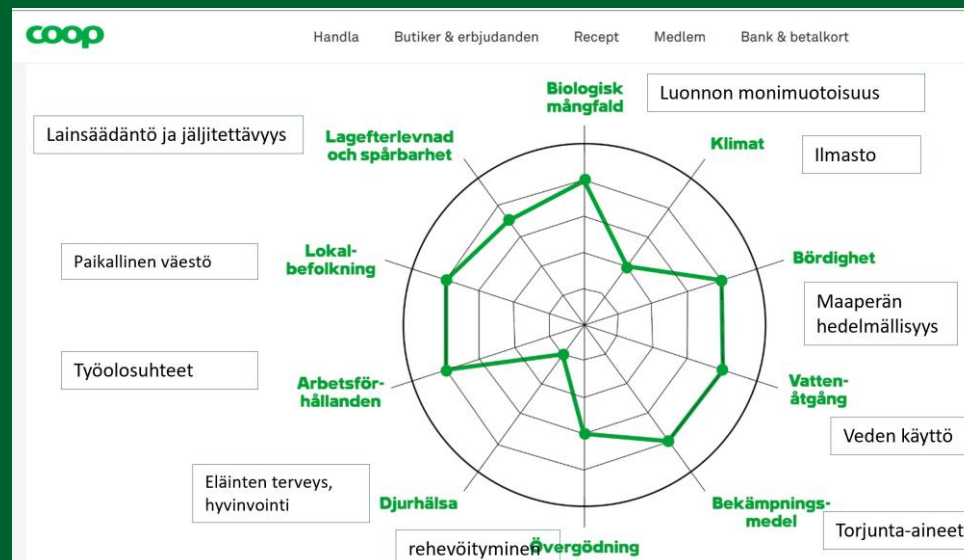 coop
Handla Butiker & erbjudanden Recept Medlem Bank & betalkort
Biologisk
mångfald
Luonnon monimuotoisuus
Lainsäädäntö ja jäljitettävyys
Lagefterlevnad
och spårbarhet
Klimat
Ilmasto
Paikallinen väestö
Lokal-
befolkning
Bördighet
Maaperän
hedelmällisyys
Työolosuhteet
Arbetsför-
hållanden
Vatten-
åtgång
Veden käyttö
Eläinten terveys,
hyvinvointi
Djurhälsa
Bekämpnings-
medel
Torjunta-aineet
rehevöityminen
Övergödning